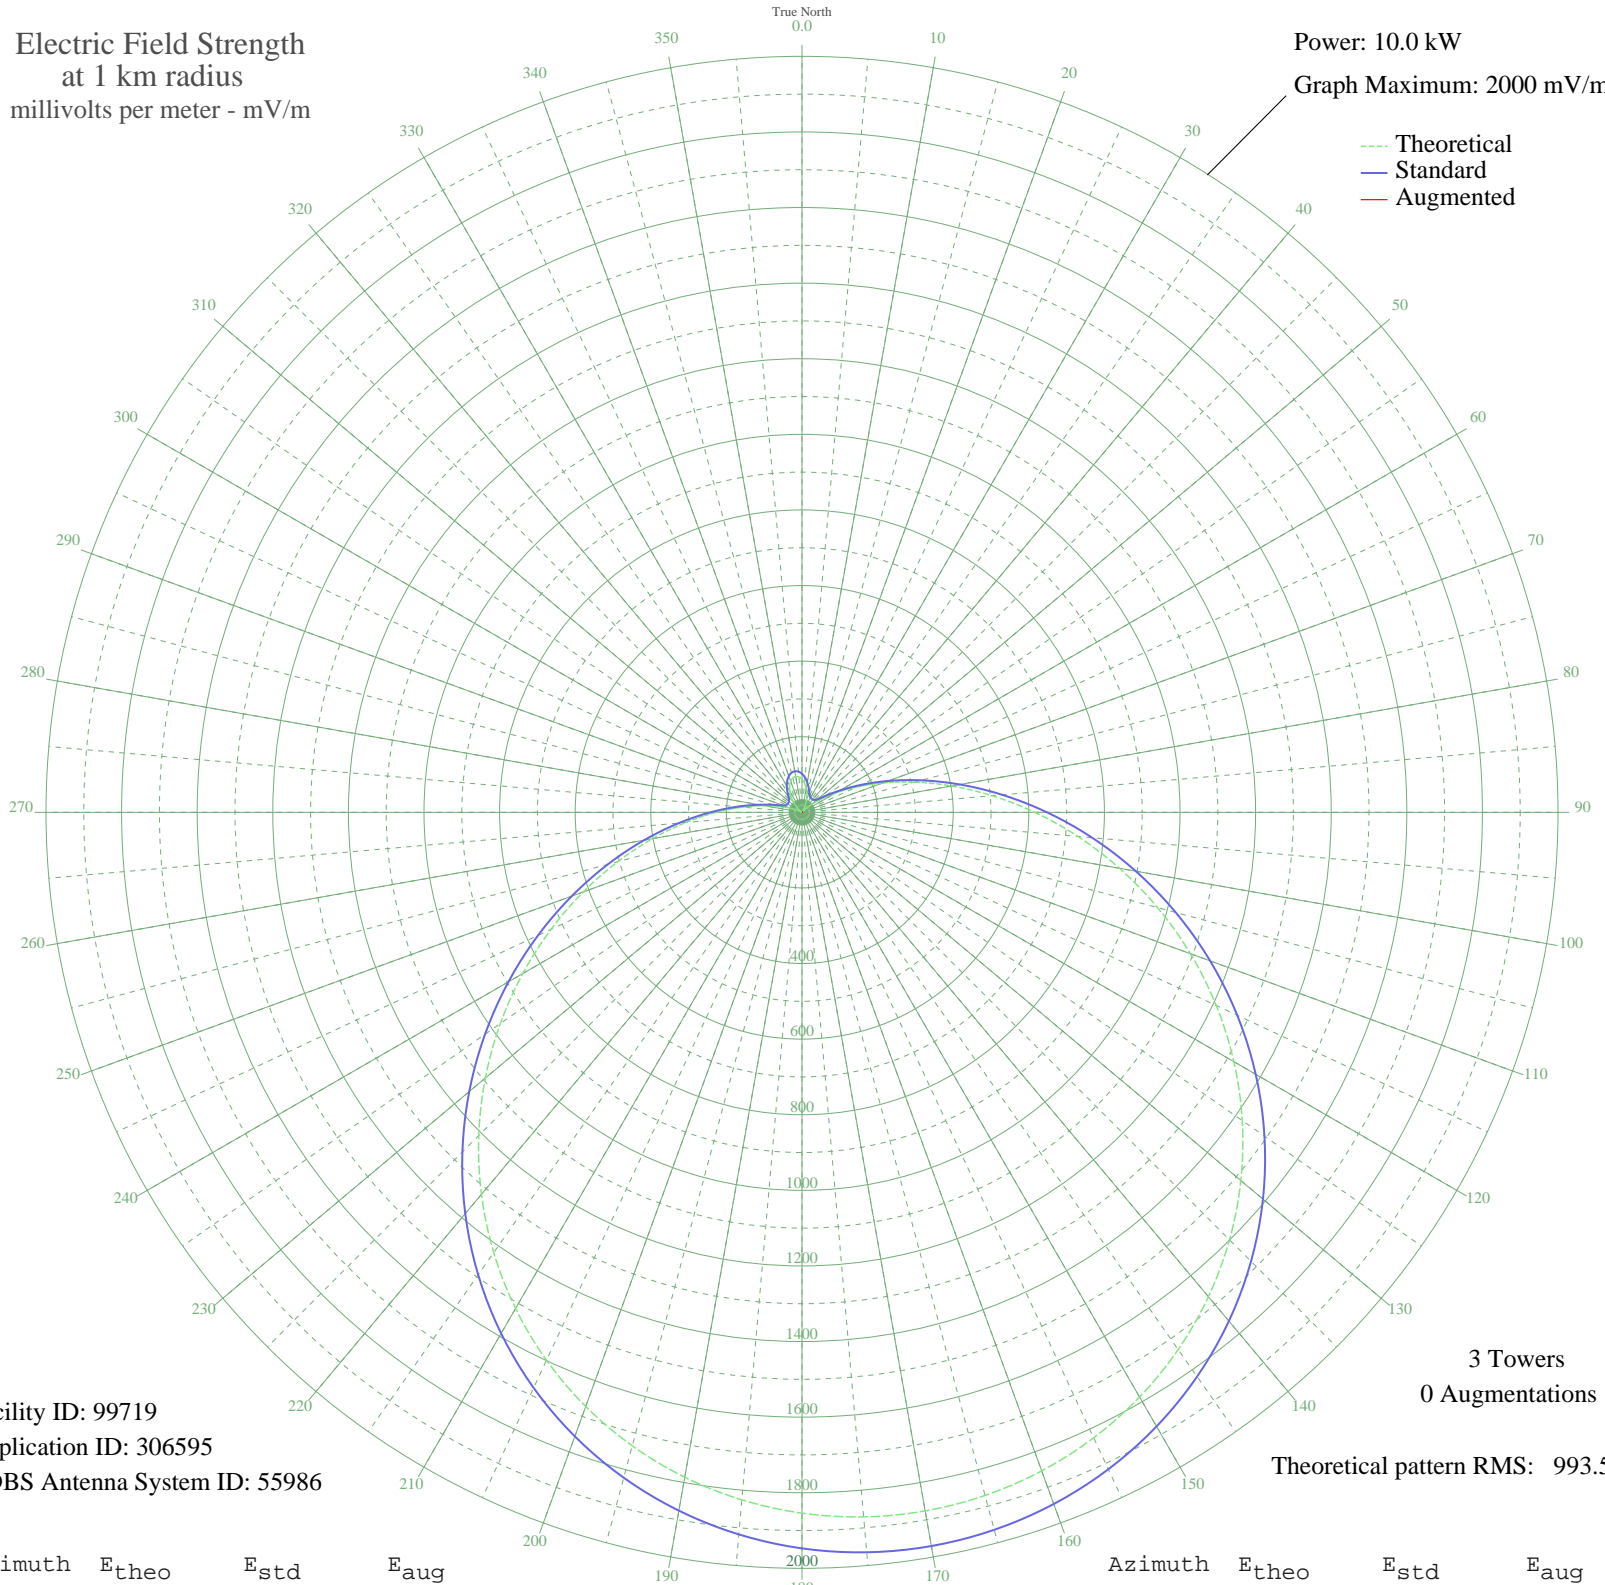 True North
0.0
Electric Field Strength
at 1 km radius
millivolts per meter - mV/m
Power: 10.0 kW
Graph Maximum: 2000 mV/m
Theoretical
Standard
Augmented
10
20
30
40
50
60
70
80
90
100
110
120
130
140
150
160
170
190
200
210
220
230
240
250
260
270
280
290
300
310
320
330
340
350
400
600
800
1000
1200
1400
1600
1800
2000
3 Towers
0 Augmentations
Theoretical pattern RMS: 993.5
cility ID: 99719
plication ID: 306595
DBS Antenna System ID: 55986
imuth Etheo Estd Eaug
Azimuth Etheo Estd Eaug